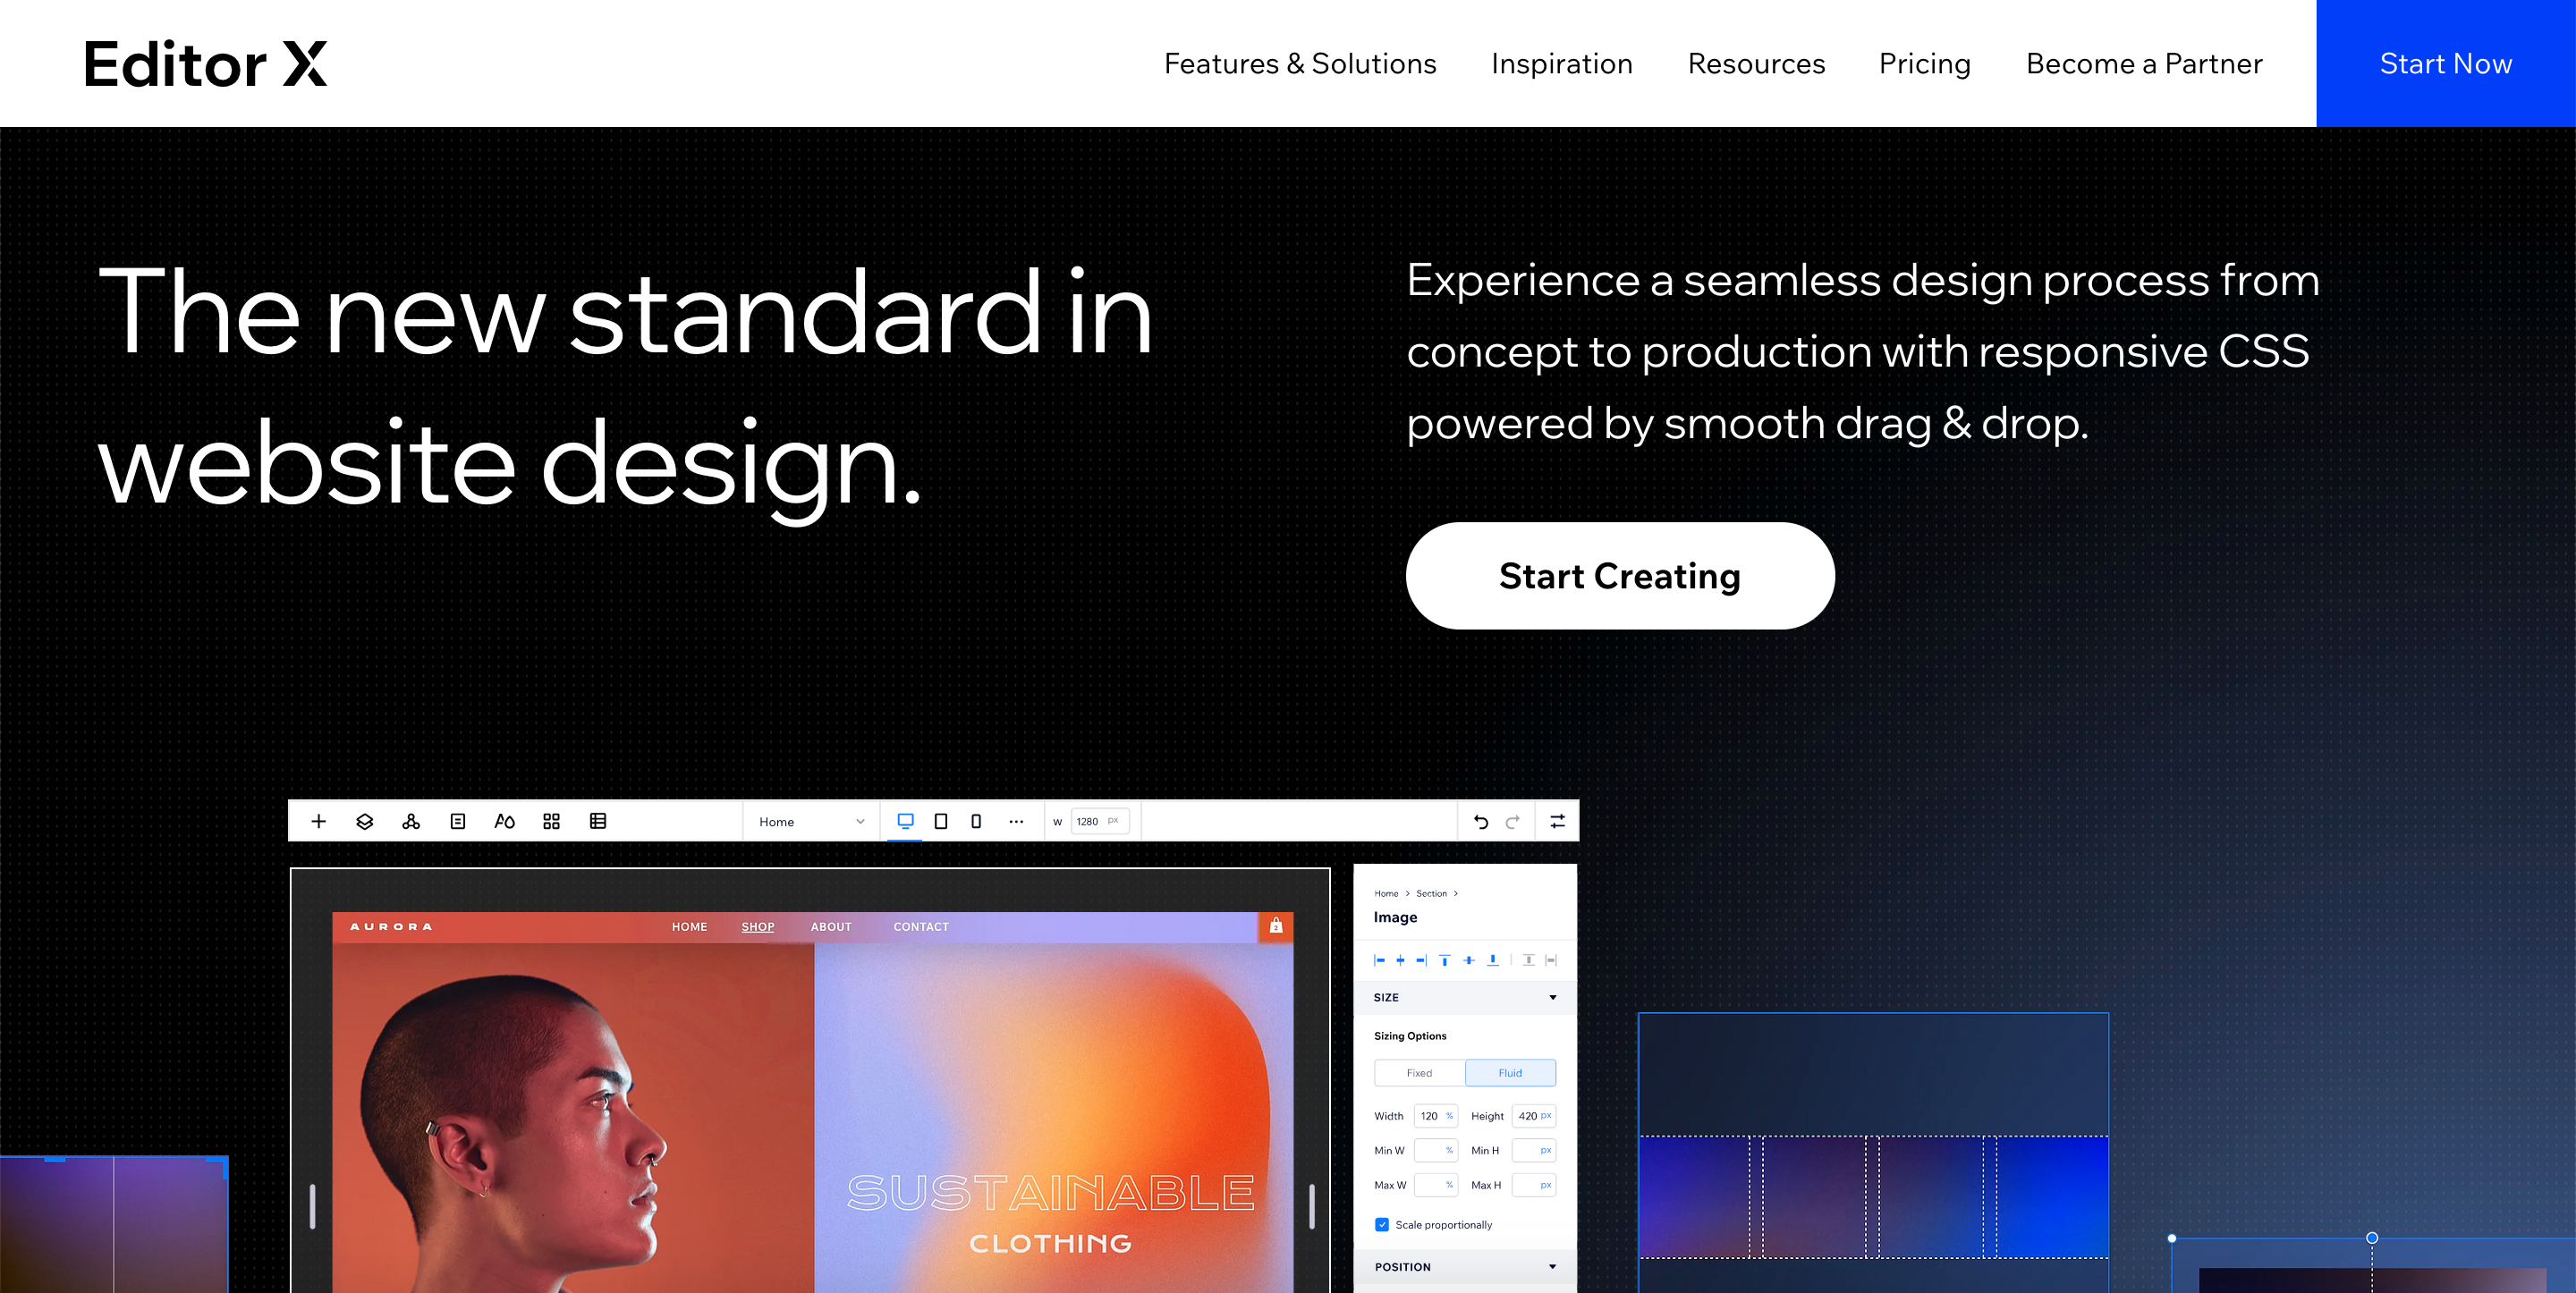 Editor X
Features & Solutions
Inspiration
Resources
Pricing
Become a Partner
Start Now
The new standard in
website design.
Experience a seamless design process from
concept to production with responsive CSS
powered by smooth drag & drop.
Start Creating
Home
W 1280 px
AURORA
HOME
SHOP
ABOUT
CONTACT
2
SUSTAINABLE
CLOTHING
Home > Section >
Image
SIZE
Sizing Options
Fixed
Fluid
Width 120 % Height 420 px
Min W % Min H px
Max W % Max H px
Scale proportionally
POSITION